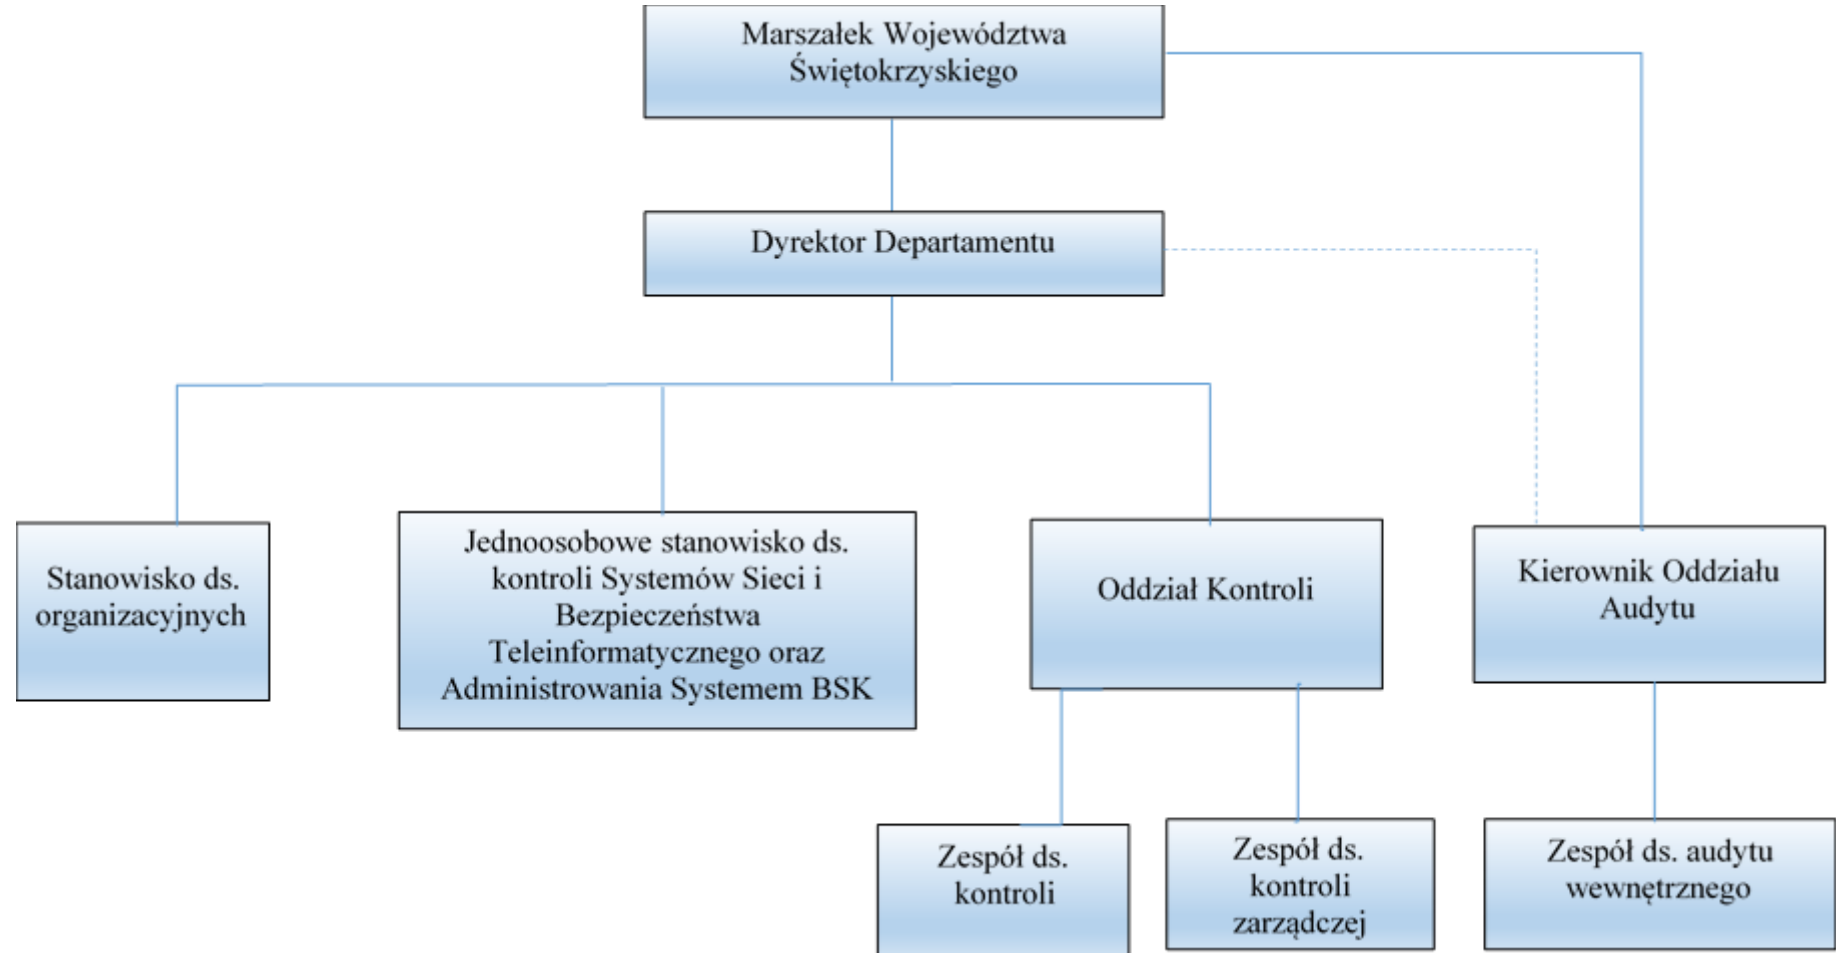 Marszałek Województwa
Świętokrzyskiego
Dyrektor Departamentu
Stanowisko ds.
organizacyjnych
Jednoosobowe stanowisko ds.
kontroli Systemów Sieci i
Bezpieczeństwa
Teleinformatycznego oraz
Administrowania Systemem BSK
Oddział Kontroli
Kierownik Oddziału
Audytu
Zespół ds.
kontroli
Zespół ds.
kontroli
zarządczej
Zespół ds. audytu
wewnętrznego